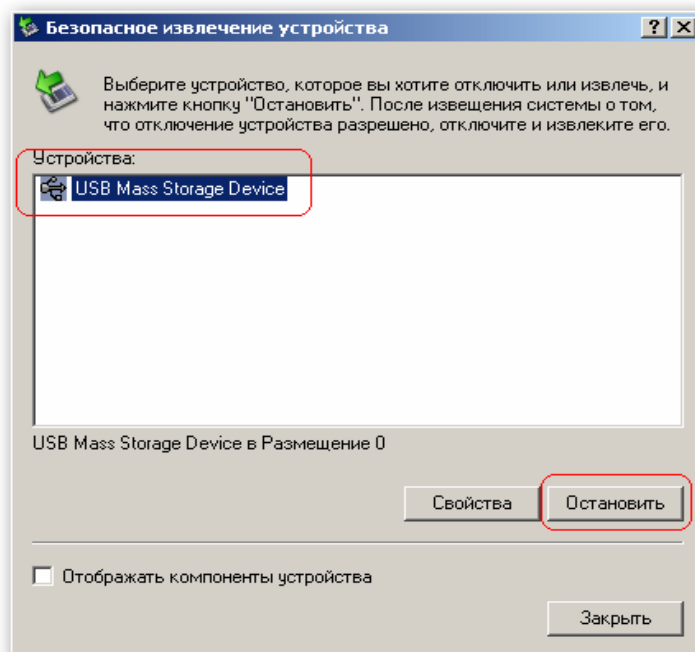 Безопасное извлечение устройства
Выберите устройство, которое вы хотите отключить или извлечь, и
нажмите кнопку "Остановить". После извещения системы о том,
что отключение устройства разрешено, отключите и извлеките его.
Устройства:
USB Mass Storage Device
USB Mass Storage Device в Размещение 0
Свойства
Остановить
Отображать компоненты устройства
Закрыть